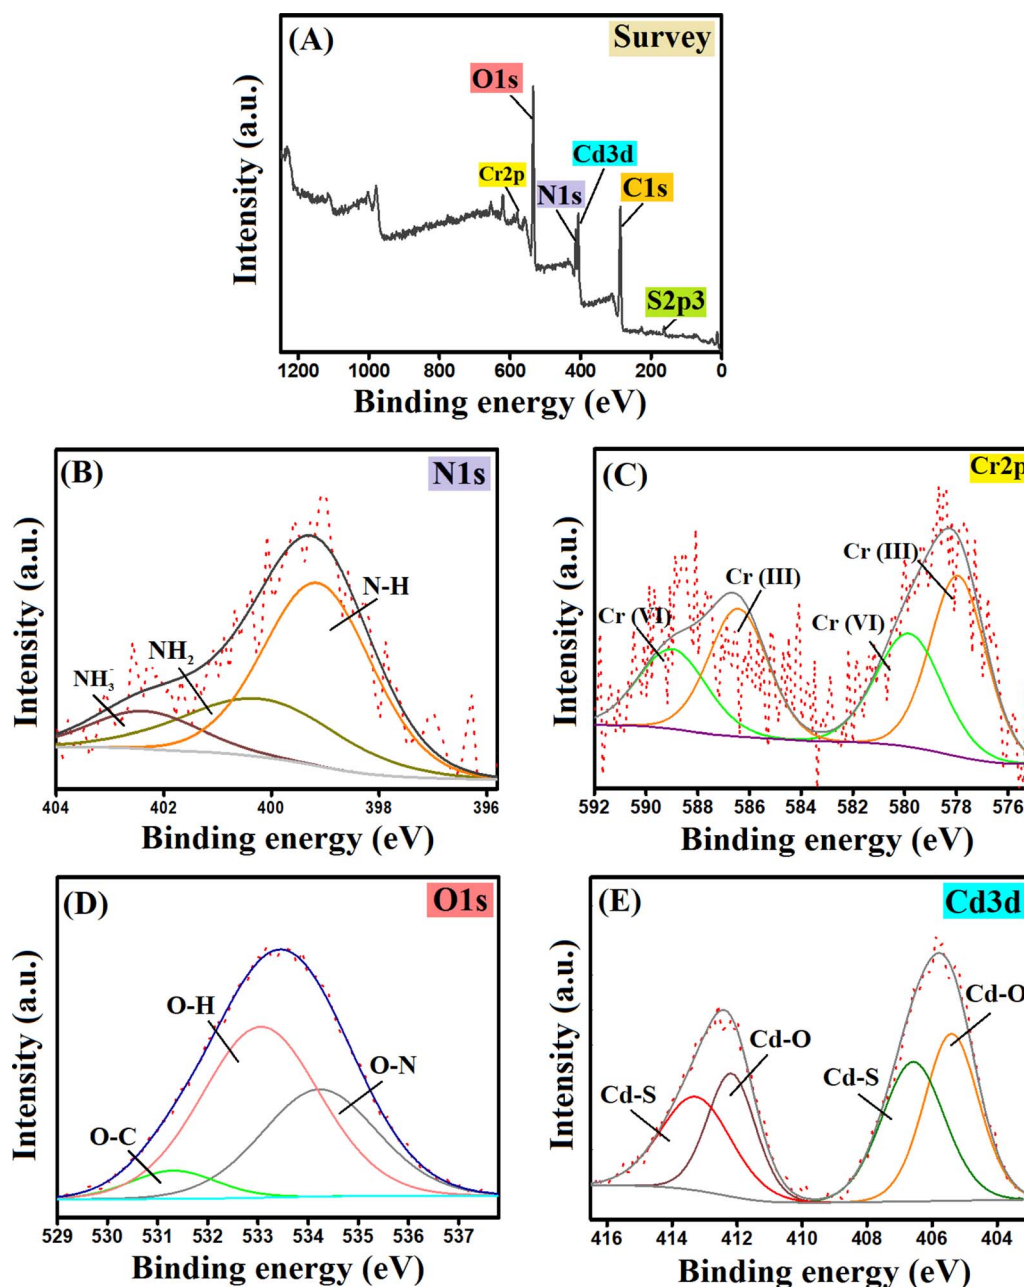 (A)
Survey
O1s
Cd3d
Cr2p
N1s
C1s
S2p3
Intensity (a.u.)
1200 1000 800 600 400 200 0
Binding energy (eV)
(B)
N1s
N-H
NH2
NH3-
Intensity (a.u.)
404 402 400 398 396
Binding energy (eV)
(C)
Cr2p
Cr (III)
Cr (III)
Cr (VI)
Cr (VI)
Intensity (a.u.)
592 590 588 586 584 582 580 578 576
Binding energy (eV)
(D)
O1s
O-H
O-N
O-C
Intensity (a.u.)
529 530 531 532 533 534 535 536 537
Binding energy (eV)
(E)
Cd3d
Cd-O
Cd-O
Cd-S
Cd-S
Intensity (a.u.)
416 414 412 410 408 406 404
Binding energy (eV)